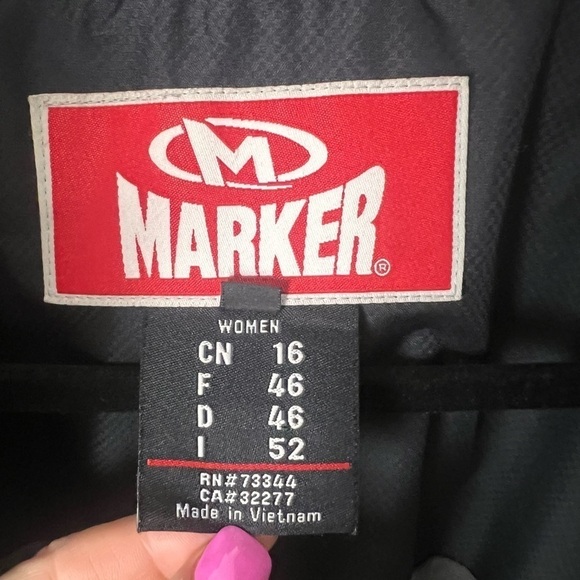 M
MARKER®
WOMEN
CN 16
F 46
D 46
I 52
RN#73344
CA#32277
Made in Vietnam